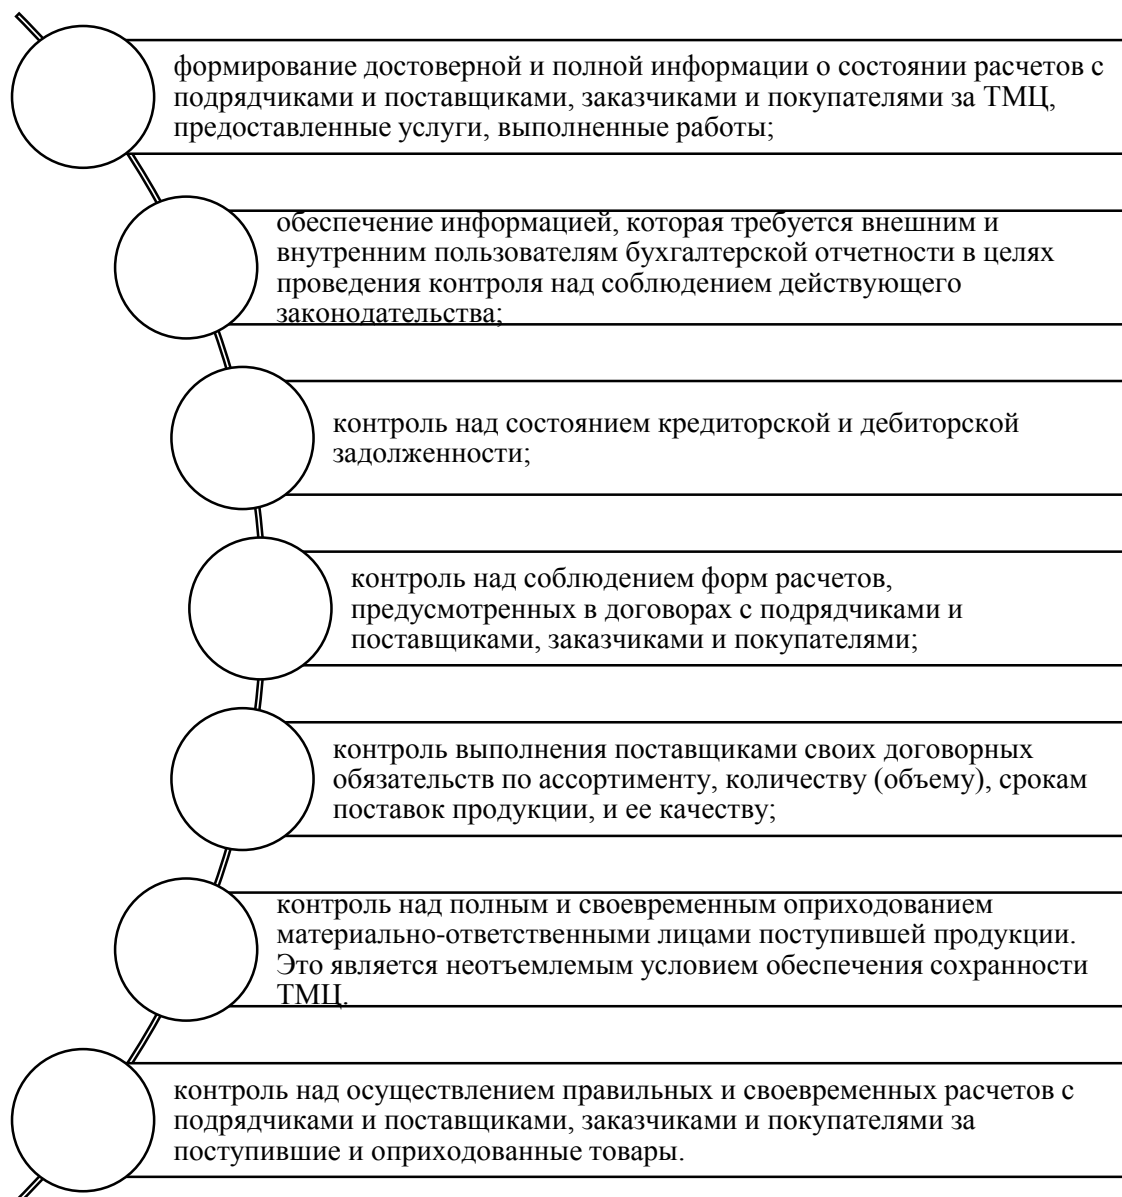 формирование достоверной и полной информации о состоянии расчетов с
подрядчиками и поставщиками, заказчиками и покупателями за ТМЦ,
предоставленные услуги, выполненные работы;
обеспечение информацией, которая требуется внешним и
внутренним пользователям бухгалтерской отчетности в целях
проведения контроля над соблюдением действующего
законодательства;
контроль над состоянием кредиторской и дебиторской
задолженности;
контроль над соблюдением форм расчетов,
предусмотренных в договорах с подрядчиками и
поставщиками, заказчиками и покупателями;
контроль выполнения поставщиками своих договорных
обязательств по ассортименту, количеству (объему), срокам
поставок продукции, и ее качеству;
контроль над полным и своевременным оприходованием
материально-ответственными лицами поступившей продукции.
Это является неотъемлемым условием обеспечения сохранности
ТМЦ.
контроль над осуществлением правильных и своевременных расчетов с
подрядчиками и поставщиками, заказчиками и покупателями за
поступившие и оприходованные товары.